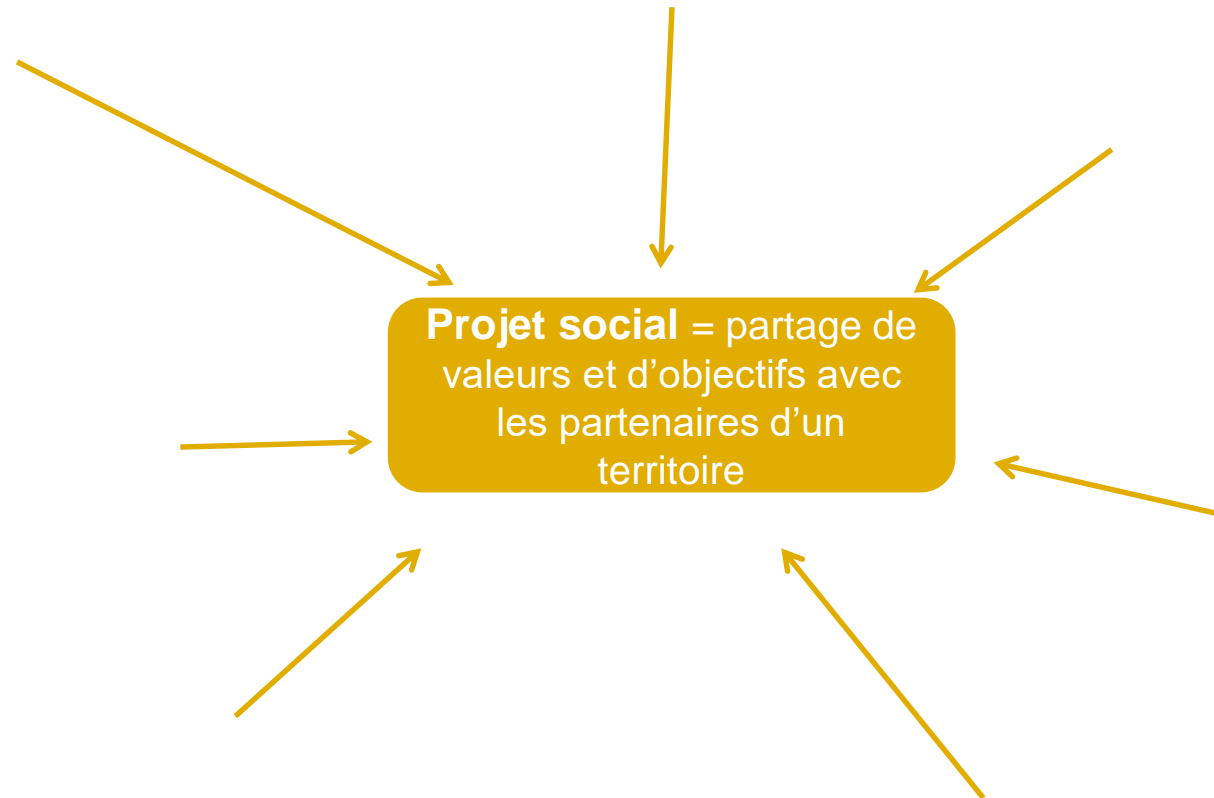 Projet social = partage de
valeurs et d’objectifs avec
les partenaires d’un
territoire